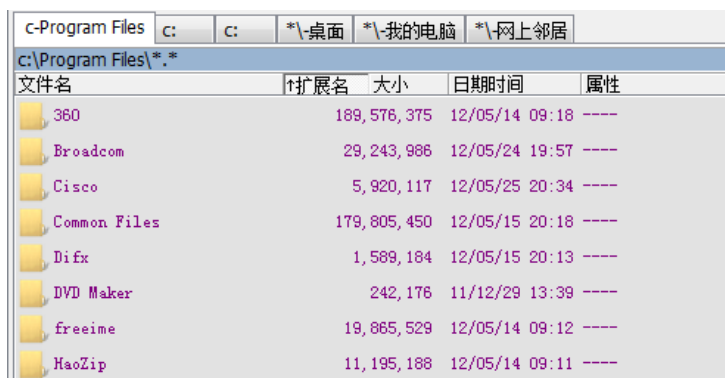 c-Program Files c: c: *\-桌面 *\-我的电脑 *\-网上邻居
c:\Program Files\*.*
文件名 ↑扩展名 大小 日期时间 属性
360 189,576,375 12/05/14 09:18 ----
Broadcom 29,243,986 12/05/24 19:57 ----
Cisco 5,920,117 12/05/25 20:34 ----
Common Files 179,805,450 12/05/15 20:18 ----
Difx 1,589,184 12/05/15 20:13 ----
DVD Maker 242,176 11/12/29 13:39 ----
freeime 19,865,529 12/05/14 09:12 ----
HaoZip 11,195,188 12/05/14 09:11 ----